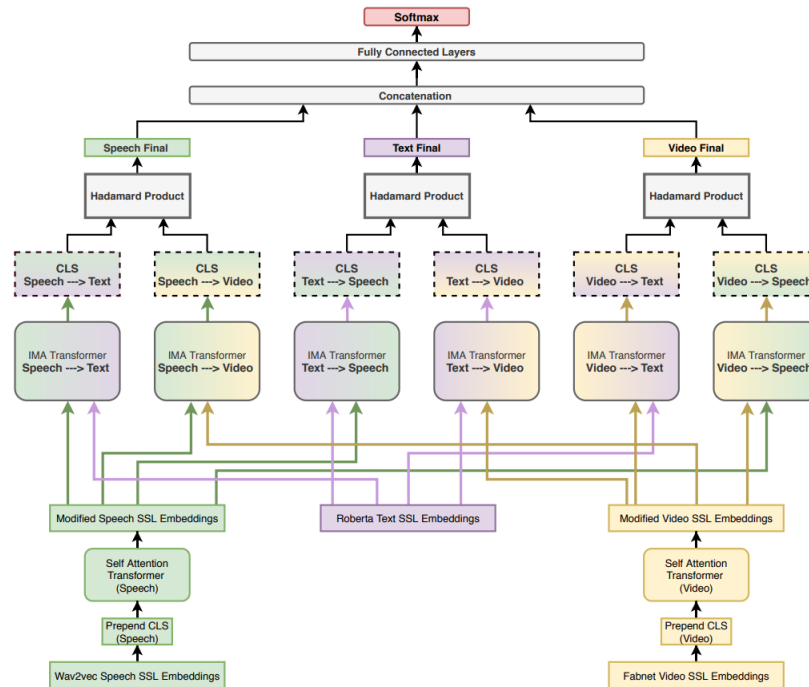 Softmax
Fully Connected Layers
Concatenation
Speech Final
Text Final
Video Final
Hadamard Product
Hadamard Product
Hadamard Product
CLS
Speech ---> Text
CLS
Speech ---> Video
CLS
Text ---> Speech
CLS
Text ---> Video
CLS
Video ---> Text
CLS
Video ---> Speech
IMA Transformer
Speech ---> Text
IMA Transformer
Speech ---> Video
IMA Transformer
Text ---> Speech
IMA Transformer
Text ---> Video
IMA Transformer
Video ---> Text
IMA Transformer
Video ---> Speech
Modified Speech SSL Embeddings
Roberta Text SSL Embeddings
Modified Video SSL Embeddings
Self Attention
Transformer
(Speech)
Self Attention
Transformer
(Video)
Prepend CLS
(Speech)
Prepend CLS
(Video)
Wav2vec Speech SSL Embeddings
Fabnet Video SSL Embeddings